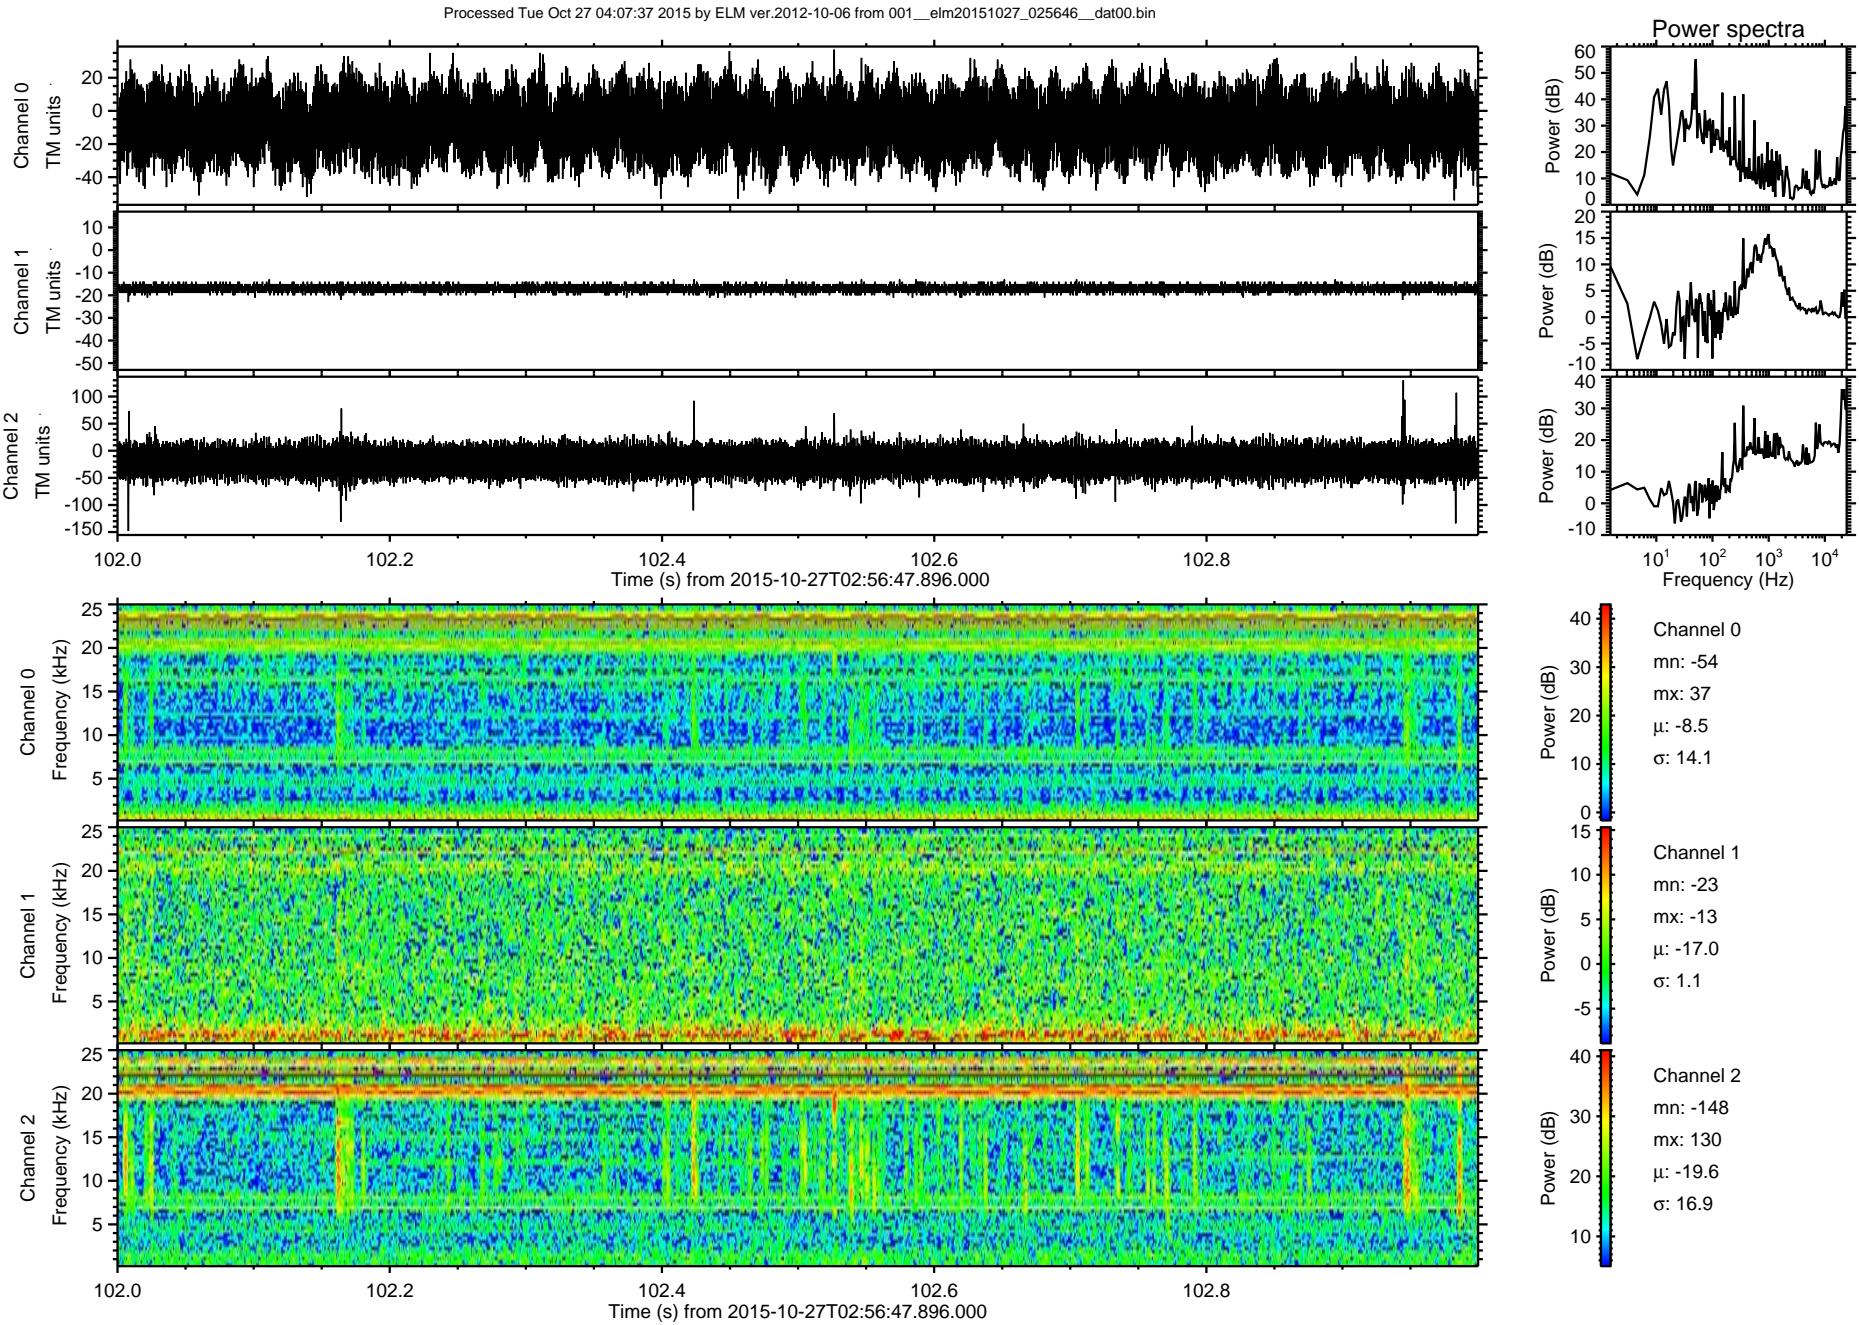 Processed Tue Oct 27 04:07:37 2015 by ELM ver.2012-10-06 from 001__elm20151027_025646__dat00.bin
Power spectra
Channel 0
TM units
20
0
-20
-40
Power (dB)
60
50
40
30
20
10
0
Channel 1
TM units
10
0
-10
-20
-30
-40
-50
Power (dB)
20
15
10
5
0
-5
-10
Channel 2
TM units
100
50
0
-50
-100
-150
Power (dB)
40
30
20
10
0
-10
102.0 102.2 102.4 102.6 102.8
Time (s) from 2015-10-27T02:56:47.896.000
10¹ 10² 10³ 10⁴
Frequency (Hz)
Channel 0
Frequency (kHz)
25
20
15
10
5
Power (dB)
40
30
20
10
0
Channel 0
mn: -54
mx: 37
μ: -8.5
σ: 14.1
Channel 1
Frequency (kHz)
25
20
15
10
5
Power (dB)
15
10
5
0
-5
Channel 1
mn: -23
mx: -13
μ: -17.0
σ: 1.1
Channel 2
Frequency (kHz)
25
20
15
10
5
Power (dB)
40
30
20
10
Channel 2
mn: -148
mx: 130
μ: -19.6
σ: 16.9
102.0 102.2 102.4 102.6 102.8
Time (s) from 2015-10-27T02:56:47.896.000